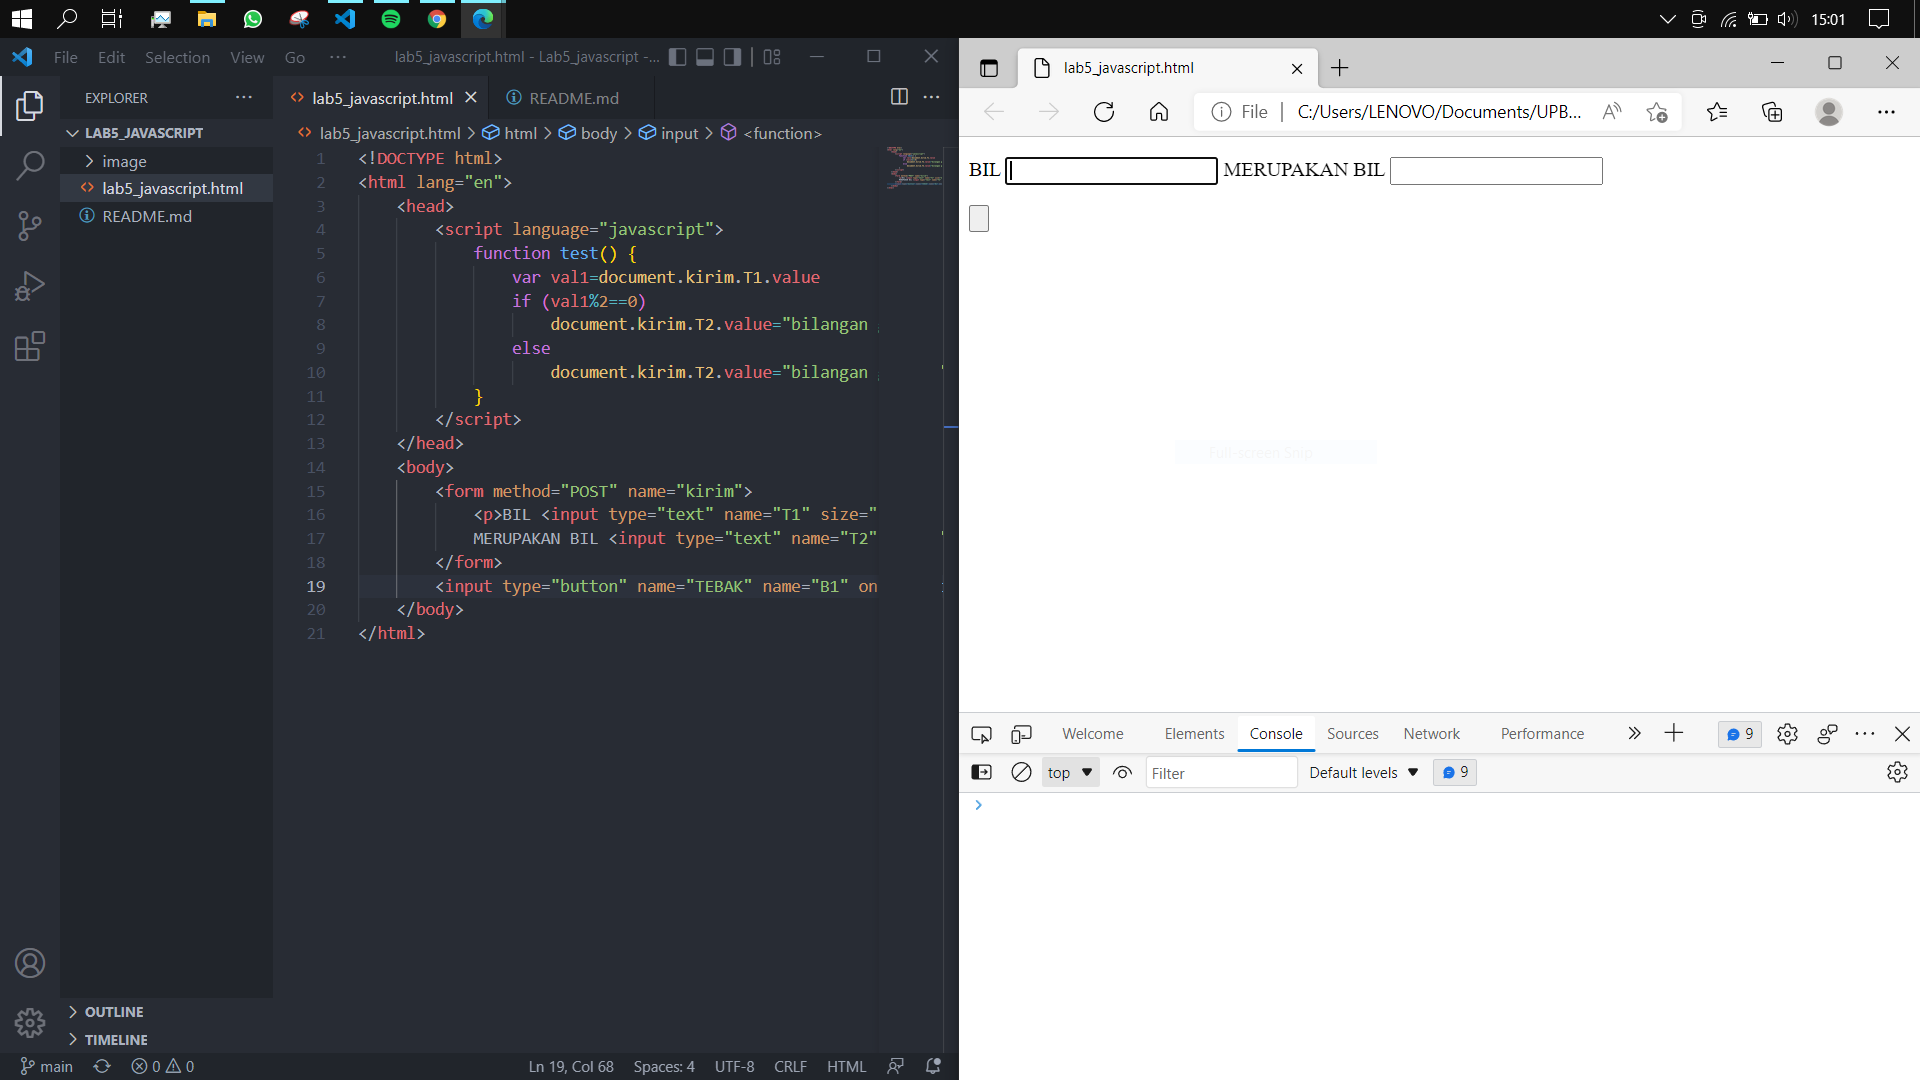 15:01
File Edit Selection View Go ··· lab5_javascript.html - Lab5_javascript -...
EXPLORER
LAB5_JAVASCRIPT
image
lab5_javascript.html
README.md
OUTLINE
TIMELINE
lab5_javascript.html README.md
lab5_javascript.html > html > body > input > <function>
1 <!DOCTYPE html>
2 <html lang="en">
3 <head>
4 <script language="javascript">
5 function test() {
6 var val1=document.kirim.T1.value
7 if (val1%2==0)
8 document.kirim.T2.value="bilangan
9 else
10 document.kirim.T2.value="bilangan
11 }
12 </script>
13 </head>
14 <body>
15 <form method="POST" name="kirim">
16 <p>BIL <input type="text" name="T1" size="
17 MERUPAKAN BIL <input type="text" name="T2"
18 </form>
19 <input type="button" name="TEBAK" name="B1" on
20 </body>
21 </html>
main 0 0 Ln 19, Col 68 Spaces: 4 UTF-8 CRLF HTML
lab5_javascript.html
File | C:/Users/LENOVO/Documents/UPB...
BIL MERUPAKAN BIL
Full-screen Snip
Welcome Elements Console Sources Network Performance 9
top Filter Default levels 9